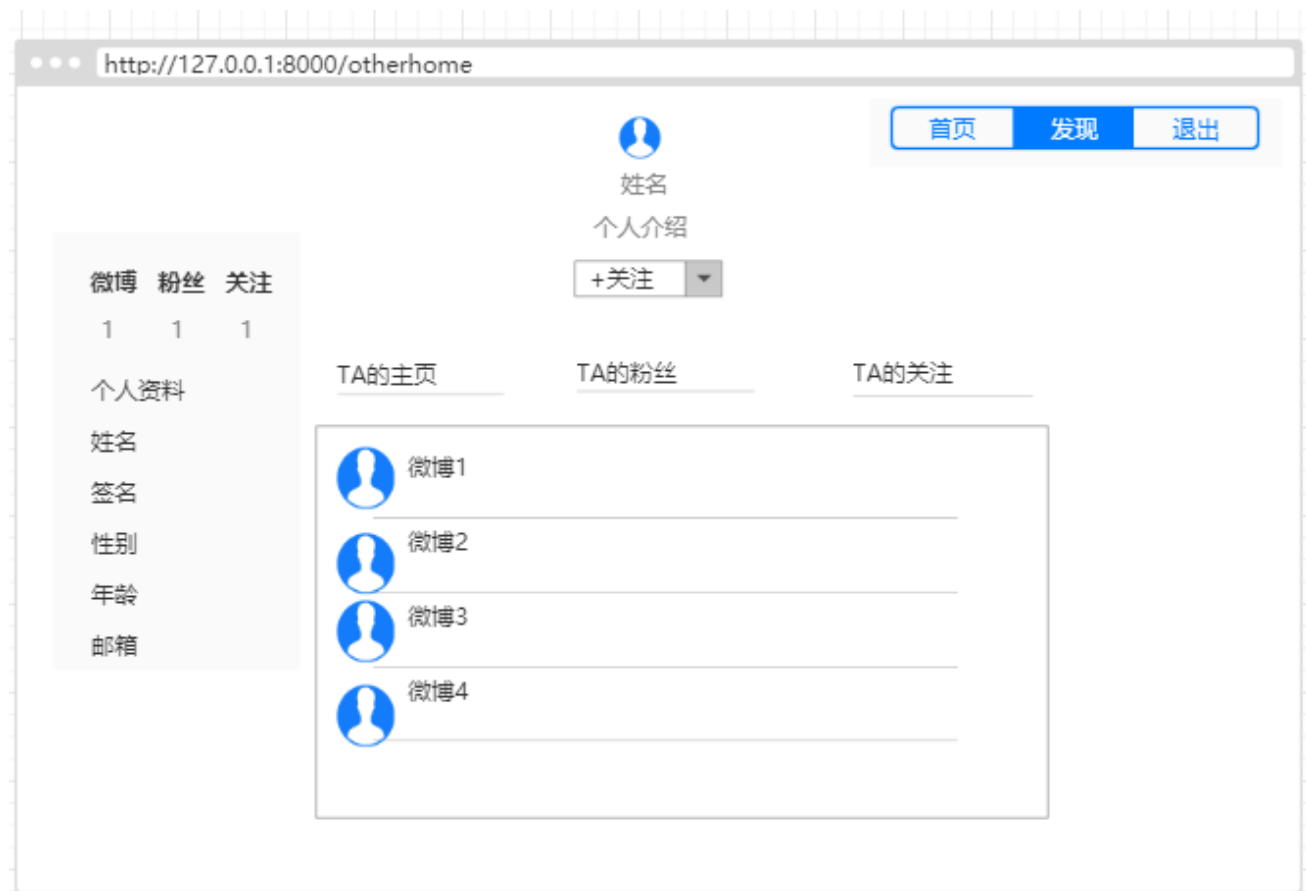 http://127.0.0.1:8000/otherhome
首页 发现 退出
姓名
个人介绍
+关注
微博 粉丝 关注
1 1 1
个人资料
姓名
签名
性别
年龄
邮箱
TA的主页 TA的粉丝 TA的关注
微博1
微博2
微博3
微博4